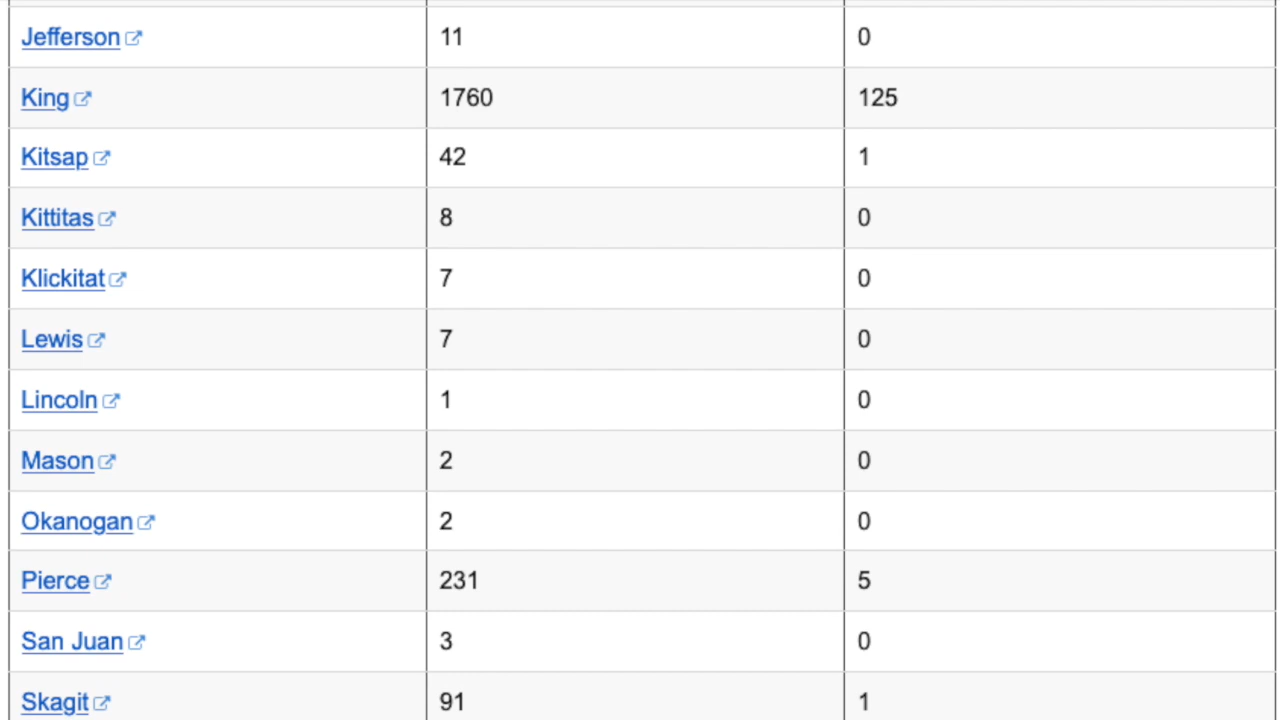 Jefferson 11 0
King 1760 125
Kitsap 42 1
Kittitas 8 0
Klickitat 7 0
Lewis 7 0
Lincoln 1 0
Mason 2 0
Okanogan 2 0
Pierce 231 5
San Juan 3 0
Skagit 91 1